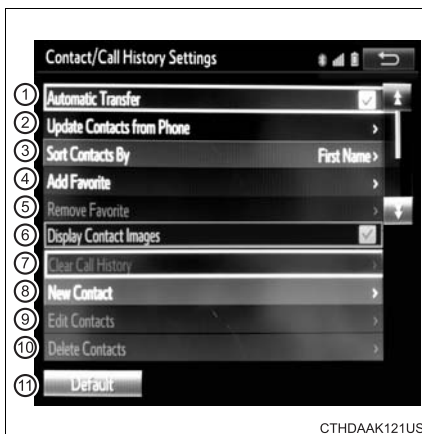 Contact/Call History Settings
1 Automatic Transfer
2 Update Contacts from Phone
3 Sort Contacts By First Name
4 Add Favorite
5 Remove Favorite
6 Display Contact Images
7 Clear Call History
8 New Contact
9 Edit Contacts
10 Delete Contacts
11 Default
CTHDAAK121US